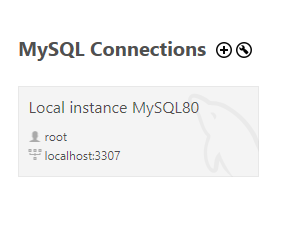 MySQL Connections
Local instance MySQL80
root
localhost:3307